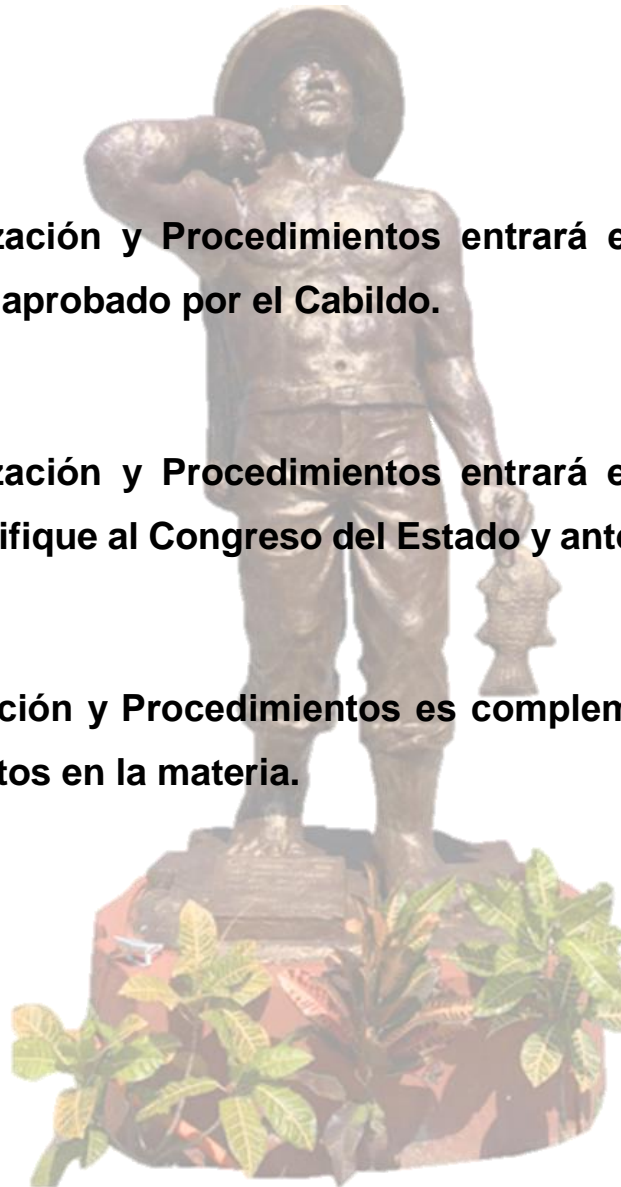 zación y Procedimientos entrará e
aprobado por el Cabildo.
zación y Procedimientos entrará e
ifique al Congreso del Estado y ant
ción y Procedimientos es complem
tos en la materia.